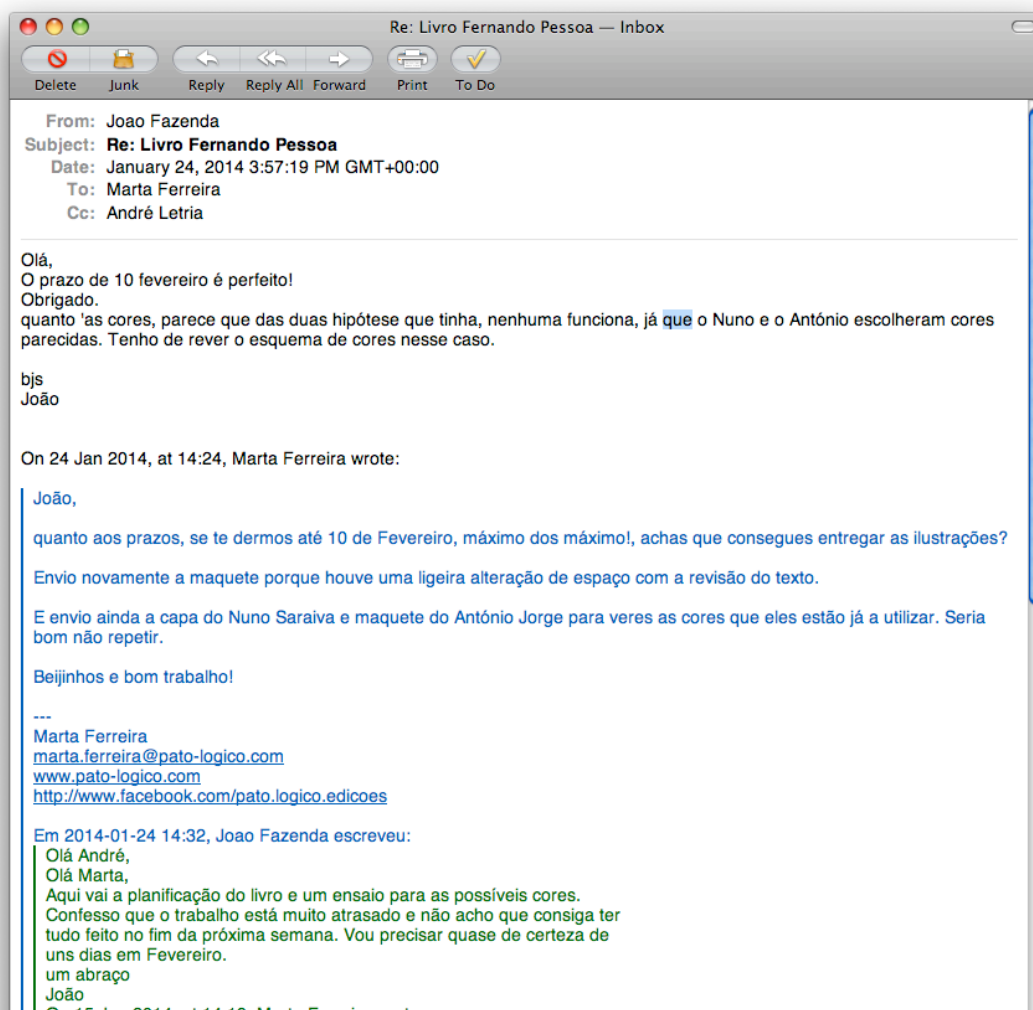 Re: Livro Fernando Pessoa — Inbox
Delete Junk Reply Reply All Forward Print To Do
From: Joao Fazenda
Subject: Re: Livro Fernando Pessoa
Date: January 24, 2014 3:57:19 PM GMT+00:00
To: Marta Ferreira
Cc: André Letria
Olá,
O prazo de 10 fevereiro é perfeito!
Obrigado.
quanto 'as cores, parece que das duas hipótese que tinha, nenhuma funciona, já que o Nuno e o António escolheram cores
parecidas. Tenho de rever o esquema de cores nesse caso.
bjs
João
On 24 Jan 2014, at 14:24, Marta Ferreira wrote:
João,
quanto aos prazos, se te dermos até 10 de Fevereiro, máximo dos máximo!, achas que consegues entregar as ilustrações?
Envio novamente a maquete porque houve uma ligeira alteração de espaço com a revisão do texto.
E envio ainda a capa do Nuno Saraiva e maquete do António Jorge para veres as cores que eles estão já a utilizar. Seria
bom não repetir.
Beijinhos e bom trabalho!
---
Marta Ferreira
marta.ferreira@pato-logico.com
www.pato-logico.com
http://www.facebook.com/pato.logico.edicoes
Em 2014-01-24 14:32, Joao Fazenda escreveu:
Olá André,
Olá Marta,
Aqui vai a planificação do livro e um ensaio para as possíveis cores.
Confesso que o trabalho está muito atrasado e não acho que consiga ter
tudo feito no fim da próxima semana. Vou precisar quase de certeza de
uns dias em Fevereiro.
um abraço
João